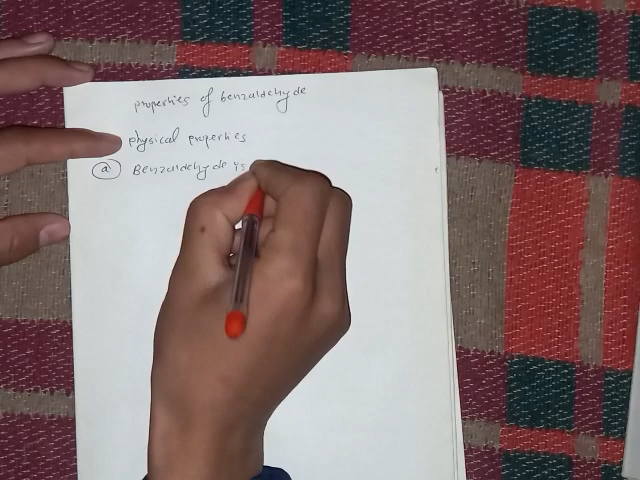 properties of benzaldehyde
physical properties
(a) Benzaldehyde is